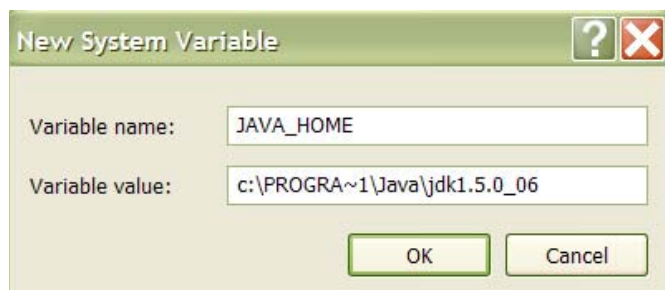 New System Variable
Variable name: JAVA_HOME
Variable value: c:\PROGRA~1\Java\jdk1.5.0_06
OK Cancel